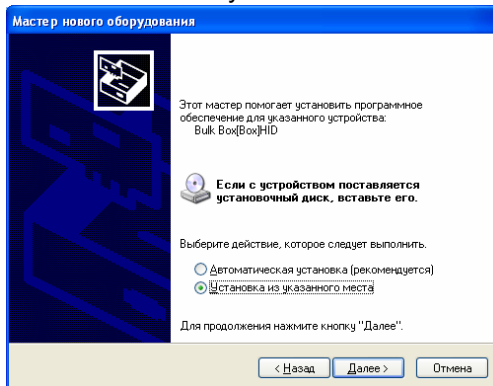 Мастер нового оборудования
Этот мастер помогает установить программное
обеспечение для указанного устройства:
Bulk Box[Box]HID
Если с устройством поставляется
установочный диск, вставьте его.
Выберите действие, которое следует выполнить.
Автоматическая установка (рекомендуется)
Установка из указанного места
Для продолжения нажмите кнопку "Далее".
< Назад Далее > Отмена